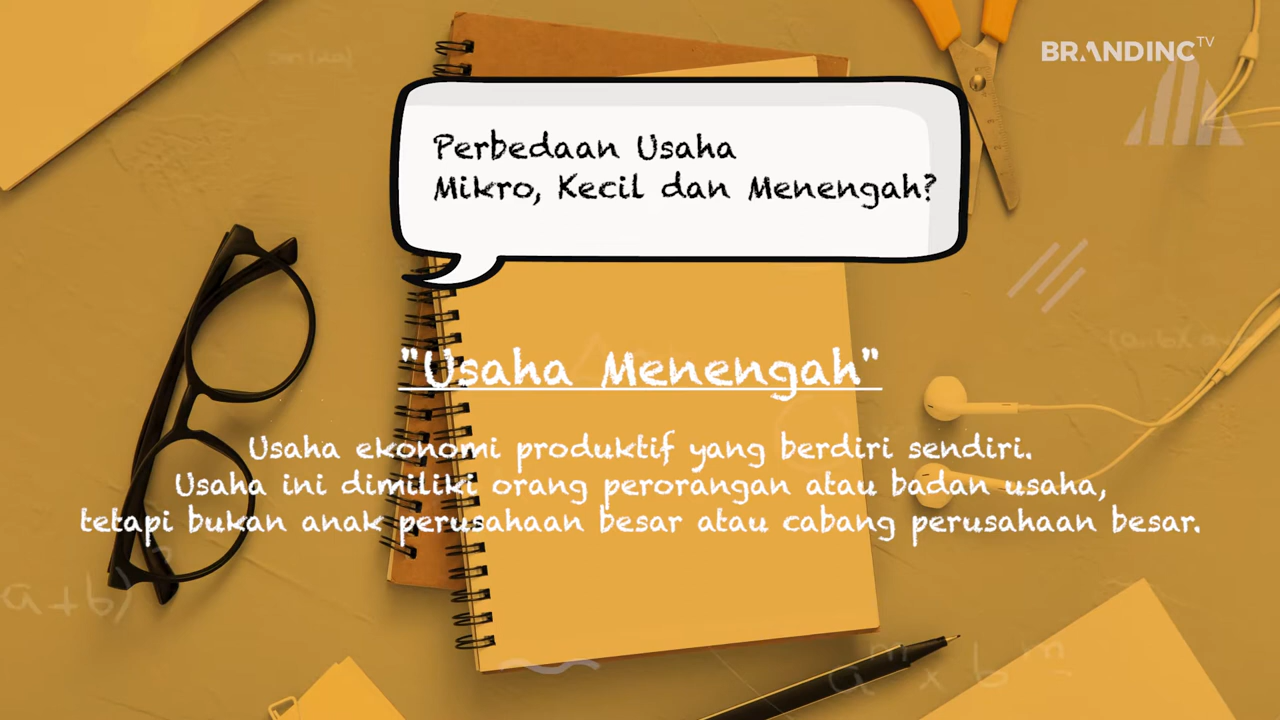 BRANDINC TV
Perbedaan Usaha
Mikro, Kecil dan Menengah?
"Usaha Menengah"
Usaha ekonomi produktif yang berdiri sendiri.
Usaha ini dimiliki orang perorangan atau badan usaha,
tetapi bukan anak perusahaan besar atau cabang perusahaan besar.
a+b)